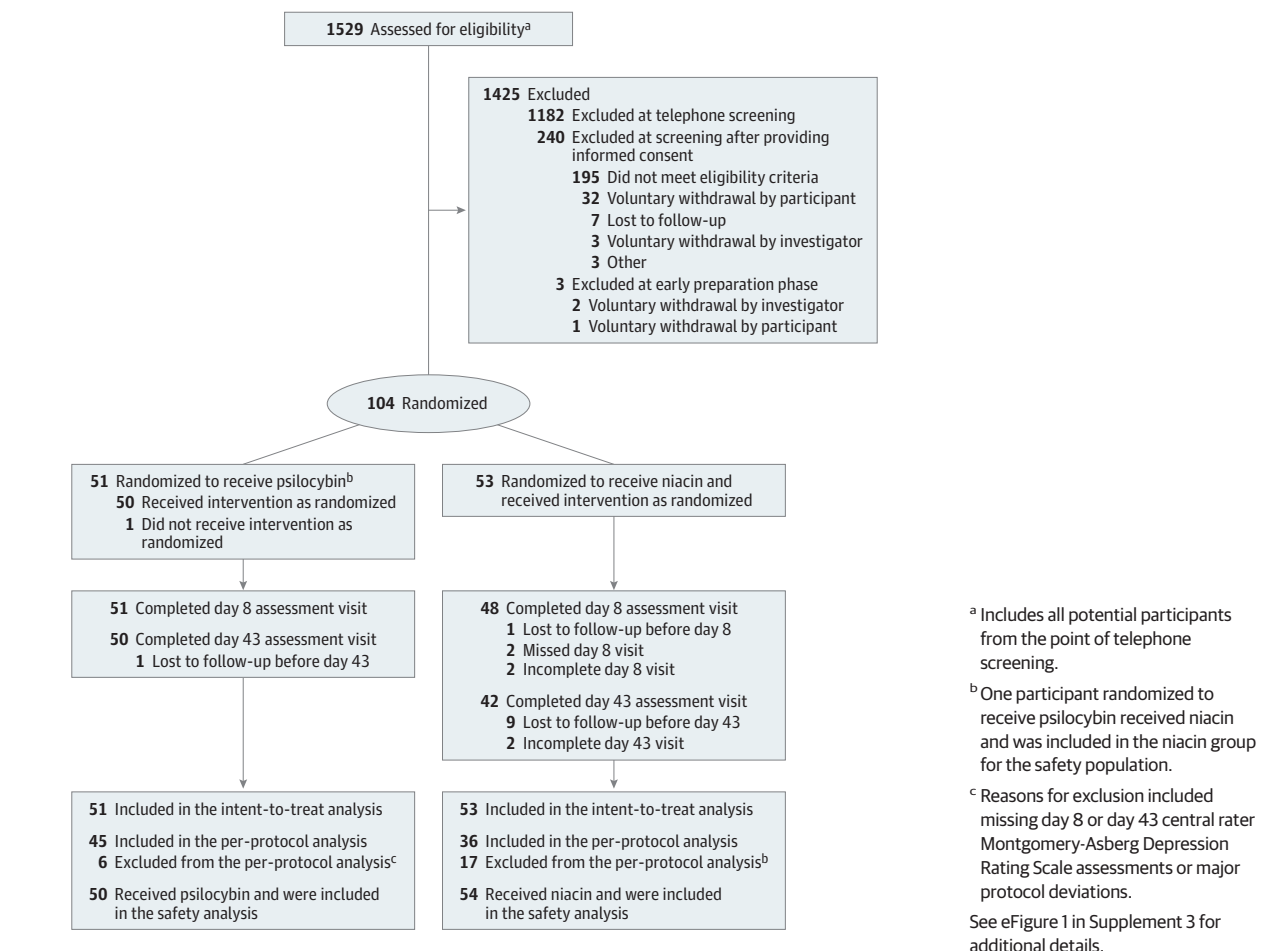 1529 Assessed for eligibilityª
1425 Excluded
1182 Excluded at telephone screening
240 Excluded at screening after providing
informed consent
195 Did not meet eligibility criteria
32 Voluntary withdrawal by participant
7 Lost to follow-up
3 Voluntary withdrawal by investigator
3 Other
3 Excluded at early preparation phase
2 Voluntary withdrawal by investigator
1 Voluntary withdrawal by participant
104 Randomized
51 Randomized to receive psilocybinᵇ
50 Received intervention as randomized
1 Did not receive intervention as
randomized
53 Randomized to receive niacin and
received intervention as randomized
51 Completed day 8 assessment visit
50 Completed day 43 assessment visit
1 Lost to follow-up before day 43
48 Completed day 8 assessment visit
1 Lost to follow-up before day 8
2 Missed day 8 visit
2 Incomplete day 8 visit
42 Completed day 43 assessment visit
9 Lost to follow-up before day 43
2 Incomplete day 43 visit
51 Included in the intent-to-treat analysis
45 Included in the per-protocol analysis
6 Excluded from the per-protocol analysisᶜ
50 Received psilocybin and were included
in the safety analysis
53 Included in the intent-to-treat analysis
36 Included in the per-protocol analysis
17 Excluded from the per-protocol analysisᵇ
54 Received niacin and were included
in the safety analysis
ª Includes all potential participants
from the point of telephone
screening.
ᵇ One participant randomized to
receive psilocybin received niacin
and was included in the niacin group
for the safety population.
ᶜ Reasons for exclusion included
missing day 8 or day 43 central rater
Montgomery-Asberg Depression
Rating Scale assessments or major
protocol deviations.
See eFigure 1 in Supplement 3 for
additional details.